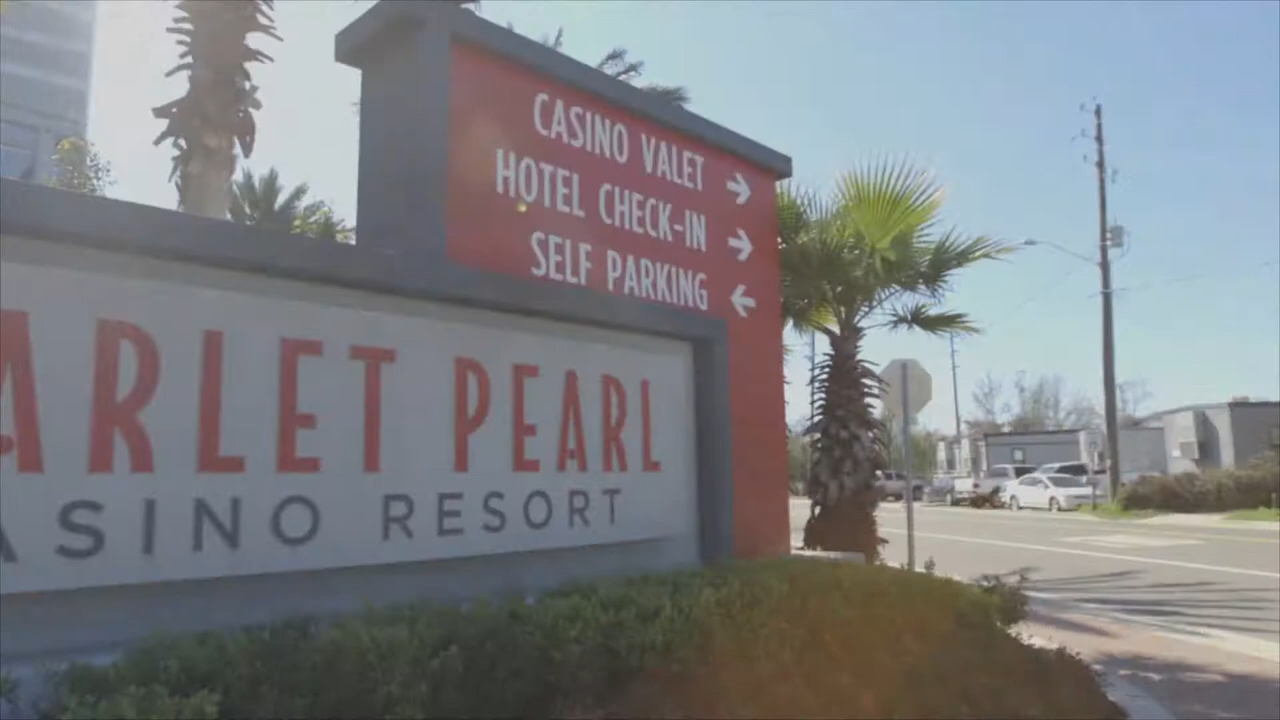 CASINO VALET →
HOTEL CHECK-IN →
SELF PARKING ←
ARLET PEARL
ASINO RESORT